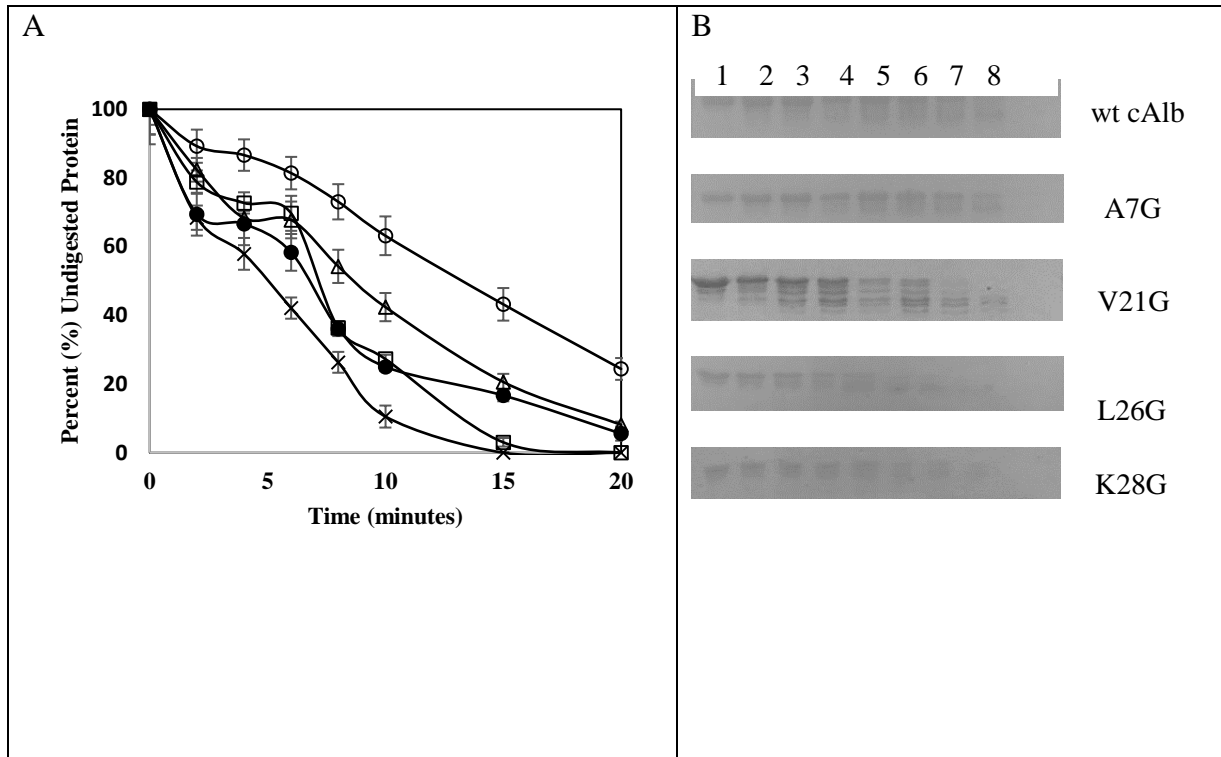 A
100
80
60
40
20
0
Percent (%) Undigested Protein
0 5 10 15 20
Time (minutes)
B
1 2 3 4 5 6 7 8
wt cAlb
A7G
V21G
L26G
K28G